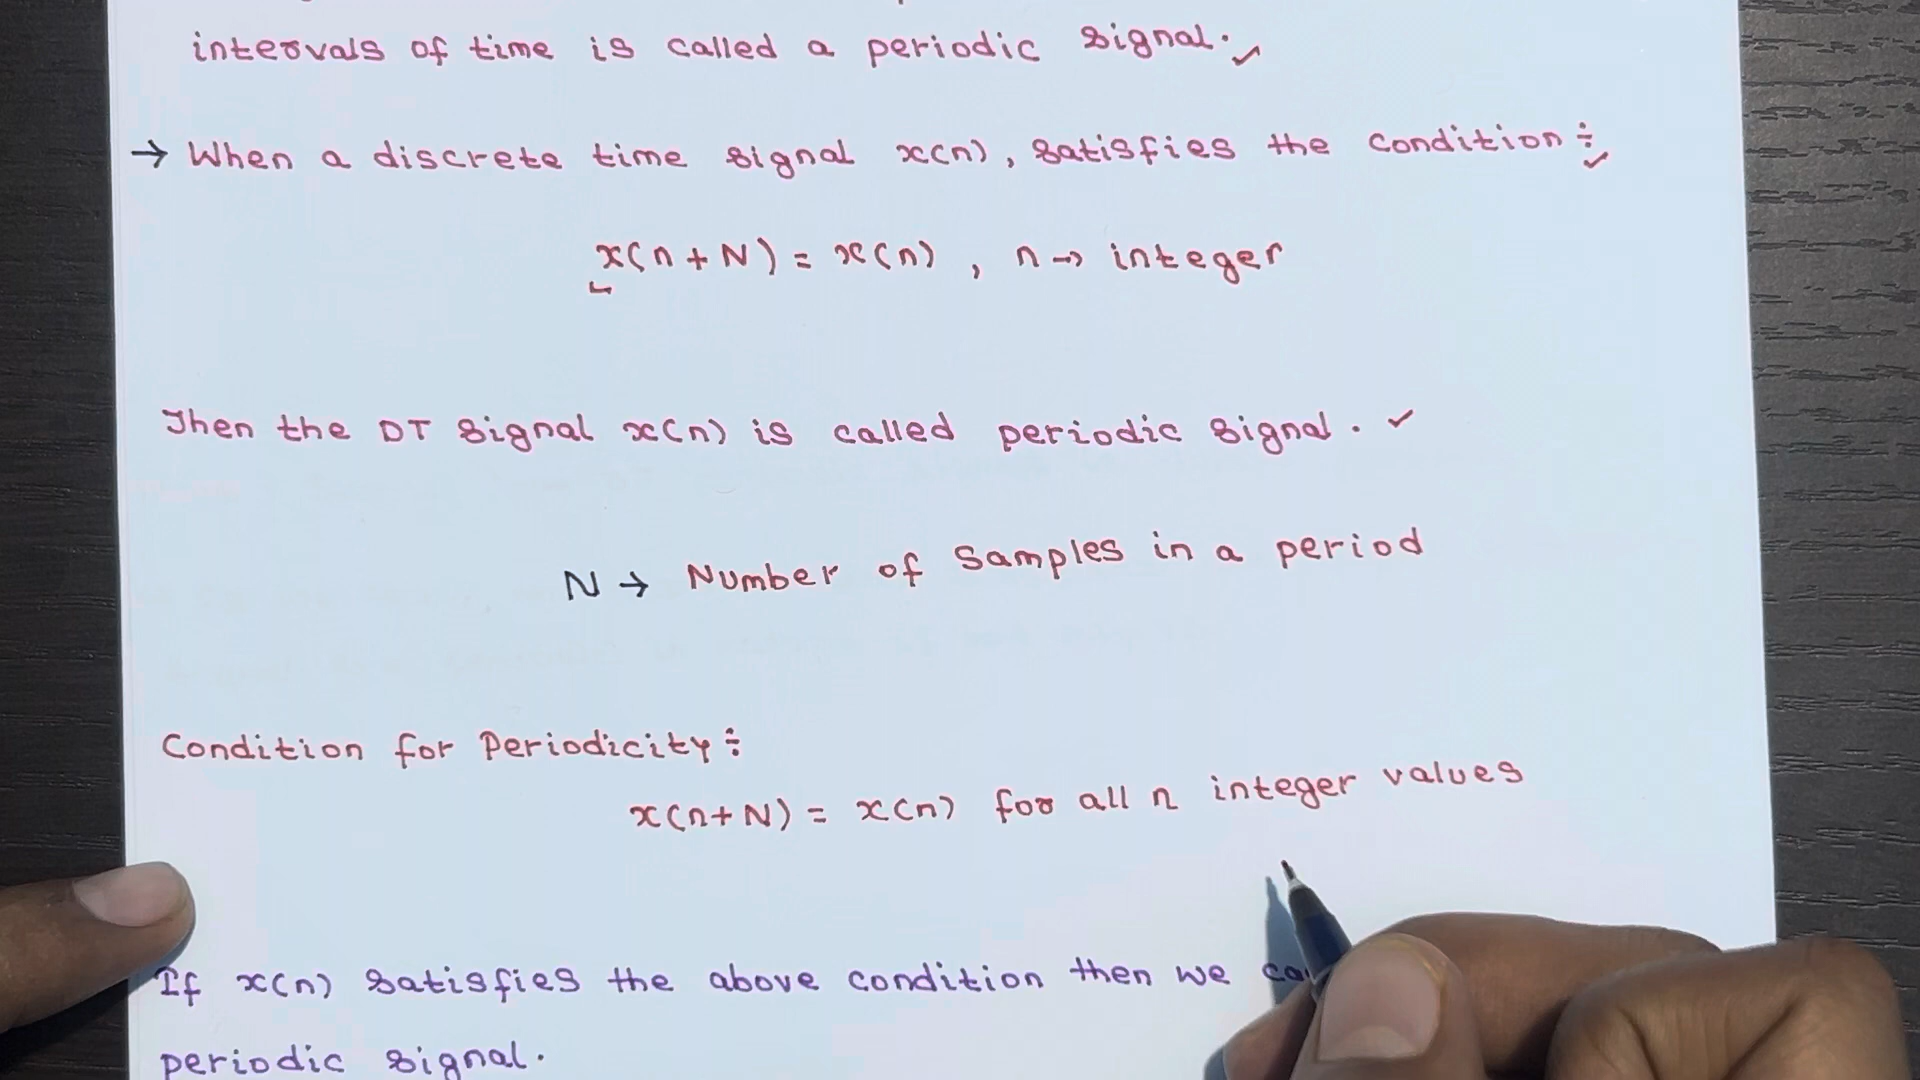 intervals of time is called a periodic signal.
→ When a discrete time signal x(n), satisfies the condition:
x(n+N) = x(n) , n → integer
Then the DT signal x(n) is called periodic signal.
N → Number of samples in a period
Condition for Periodicity:
x(n+N) = x(n) for all n integer values
If x(n) satisfies the above condition then we
periodic signal.